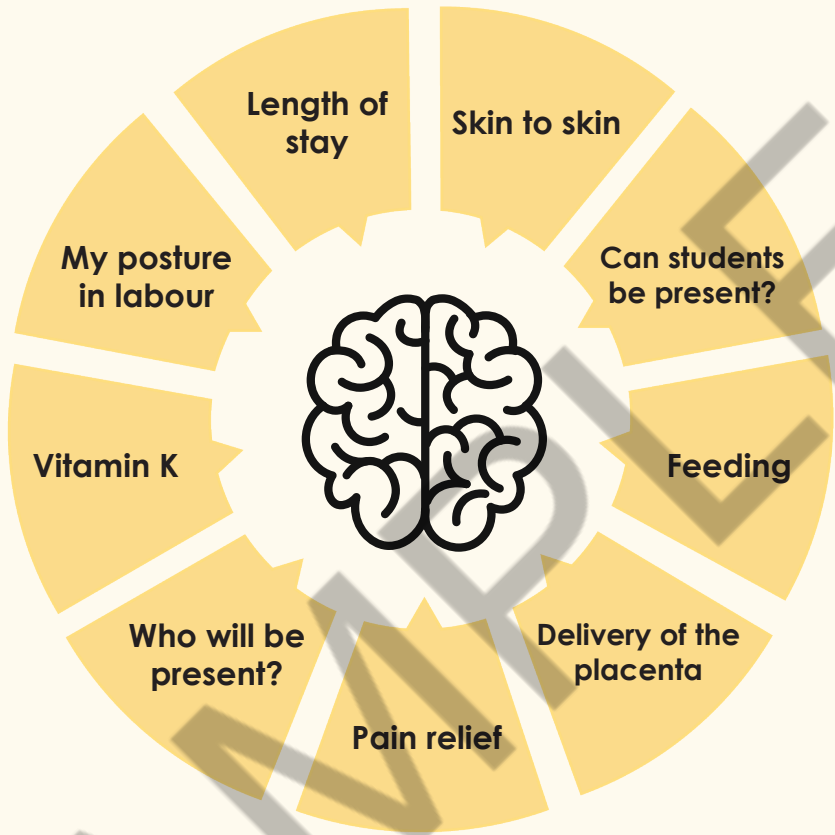 Length of
stay
Skin to skin
Can students
be present?
Feeding
Delivery of the
placenta
Pain relief
Who will be
present?
Vitamin K
My posture
in labour